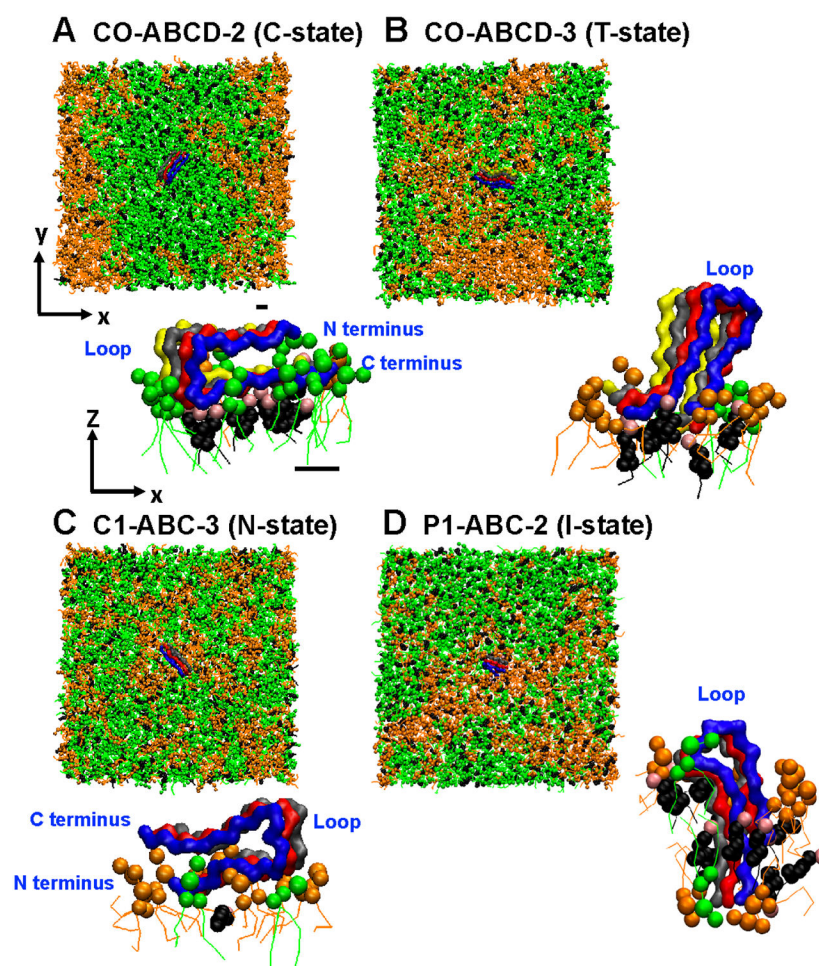 A CO-ABCD-2 (C-state)
B CO-ABCD-3 (T-state)
y
x
Loop
N terminus
C terminus
Z
x
Loop
C C1-ABC-3 (N-state)
D P1-ABC-2 (I-state)
C terminus
Loop
N terminus
Loop